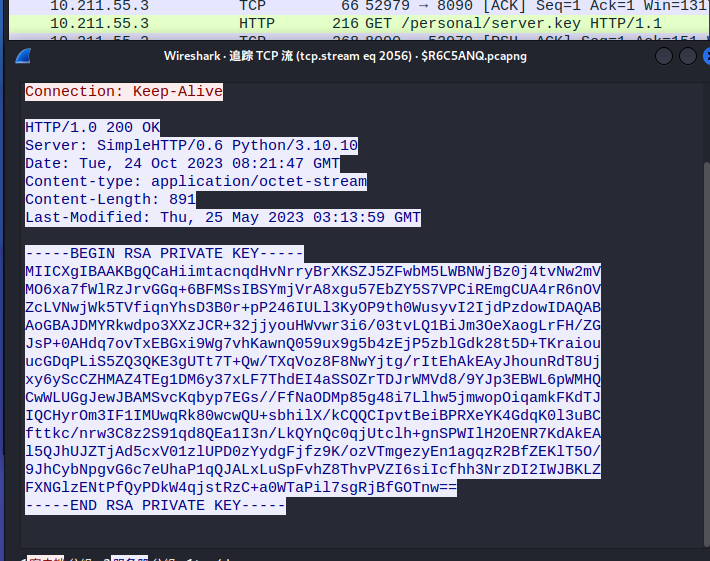 10.211.55.3 TCP 66 52979 → 8090 [ACK] Seq=1 Ack=1 Win=131
10.211.55.3 HTTP 216 GET /personal/server.key HTTP/1.1
Wireshark · 追踪 TCP 流 (tcp.stream eq 2056) · $R6C5ANQ.pcapng
Connection: Keep-Alive
HTTP/1.0 200 OK
Server: SimpleHTTP/0.6 Python/3.10.10
Date: Tue, 24 Oct 2023 08:21:47 GMT
Content-type: application/octet-stream
Content-Length: 891
Last-Modified: Thu, 25 May 2023 03:13:59 GMT
-----BEGIN RSA PRIVATE KEY-----
MIICXgIBAAKBgQCaHiimtacnqdHvNrryBrXKSZJ5ZFwbM5LWBNWjBz0j4tvNw2mV
MO6xa7fWlRzJrvGGq+6BFMSsIBSYmjVrA8xgu57EbZY5S7VPCiREmgCUA4rR6nOV
ZcLVNwjWk5TVfiqnYhsD3B0r+pP246IULl3KyOP9th0WusyvI2IjdPzdowIDAQAB
AoGBAJDMYRkwdpo3XXzJCR+32jjyouHWvwr3i6/03tvLQ1BiJm3OeXaogLrFH/ZG
JsP+0AHdq7ovTxEBGxi9Wg7vhKawnQ059ux9g5b4zEjP5zblGdk28t5D+TKraiou
ucGDqPLiS5ZQ3QKE3gUTt7T+Qw/TXqVoz8F8NwYjtg/rItEhAkEAyJhounRdT8Uj
xy6yScCZHMAZ4TEg1DM6y37xLF7ThdEI4aSSOZrTDJrWMVd8/9YJp3EBWL6pWMHQ
CwWLUGgJewJBAMSvcKqbyp7EGs//FfNaODMp85g48i7Llhw5jmwopOiqamkFKdTJ
IQCHyrOm3IF1IMUwqRk80wcwQU+sbhilX/kCQQCIpvtBeiBPRXeYK4GdqK0l3uBC
fttkc/nrw3C8z2S91qd8QEa1I3n/LkQYnQc0qjUtclh+gnSPWIlH2OENR7KdAkEA
l5QJhUJZTjAd5cxV01zlUPD0zYydgFjfz9K/ozVTmgezyEn1agqzR2BfZEKlT5O/
9JhCybNpgvG6c7eUhaP1qQJALxLuSpFvhZ8ThvPVZI6siIcfhh3NrzDI2IWJBKLZ
FXNGlzENtPfQyPDkW4qjstRzC+a0WTaPil7sgRjBfGOTnw==
-----END RSA PRIVATE KEY-----